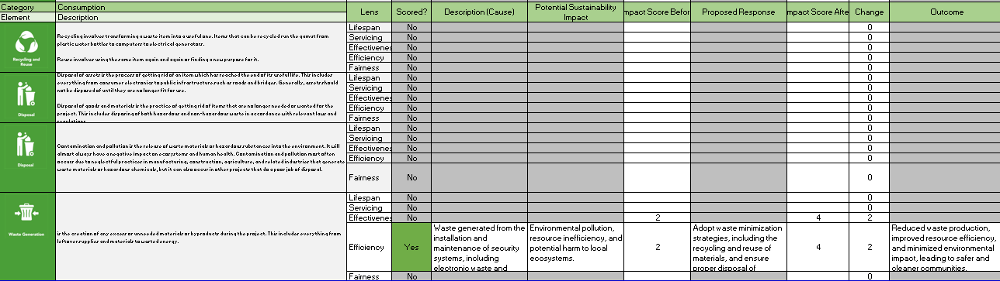 Category Consumption Lens Scored? Description (Cause) Potential Sustainability Impact mpact Score Befor Proposed Response mpact Score Afte Change Outcome
Element Description
Recycling and Reuse
Recycling involves transforming a waste item into a useful one. Items that can be recycled run the gamut from
plastic water bottles to computers to electrical generators.
Reuse involves using the same item again and again or finding a new purpose for it.
Lifespan No 0
Servicing No 0
Effectivenes No 0
Efficiency No 0
Fairness No 0
Disposal
Disposal of assets is the process of getting rid of an item which has reached the end of its useful life. This includes
everything from consumer electronics to public infrastructure such as roads and bridges. Generally, assets should
not be disposed of until they are no longer fit for use.
Disposal of goods and materials is the practice of getting rid of items that are no longer needed or wanted for the
project. This includes disposing of both hazardous and non-hazardous waste in accordance with relevant laws and
regulations.
Lifespan No 0
Servicing No 0
Effectivenes No 0
Efficiency No 0
Fairness No 0
Disposal
Contamination and pollution is the release of waste materials or hazardous substances into the environment. It will
almost always have a negative impact on ecosystems and human health. Contamination and pollution most often
occurs due to neglectful practices in manufacturing, construction, agriculture, and related industries that generate
waste materials or hazardous chemicals, but it can also occur in other projects that do a poor job of disposal.
Lifespan No 0
Servicing No 0
Effectivenes No 0
Efficiency No 0
Fairness No 0
Waste Generation
is the creation of any excess or unneeded materials or byproducts during the project. This includes everything from
leftover supplies and materials to wasted energy.
Lifespan No 0
Servicing No 0
Effectivenes No 2 4 2
Efficiency Yes
Waste generated from the
installation and
maintenance of security
systems, including
electronic waste and
Environmental pollution,
resource inefficiency, and
potential harm to local
ecosystems.
2
Adopt waste minimization
strategies, including the
recycling and reuse of
materials, and ensure
proper disposal of
4
2
Reduced waste production,
improved resource efficiency,
and minimized environmental
impact, leading to safer and
cleaner communities.
Fairness No 0